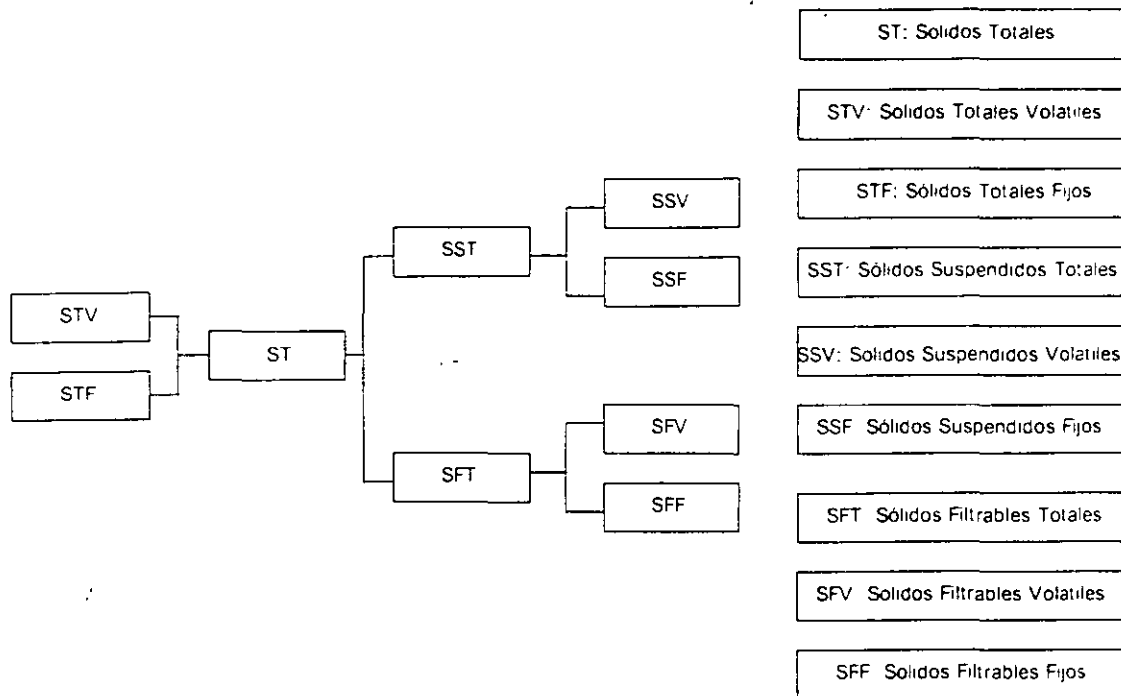 ST: Solidos Totales
STV: Solidos Totales Volatiles
STF: Sólidos Totales Fijos
SST: Sólidos Suspendidos Totales
SSV: Solidos Suspendidos Volatiles
SSF Sólidos Suspendidos Fijos
SFT Sólidos Filtrables Totales
SFV Solidos Filtrables Volatiles
SFF Solidos Filtrables Fijos
STV
STF
ST
SST
SFT
SSV
SSF
SFV
SFF